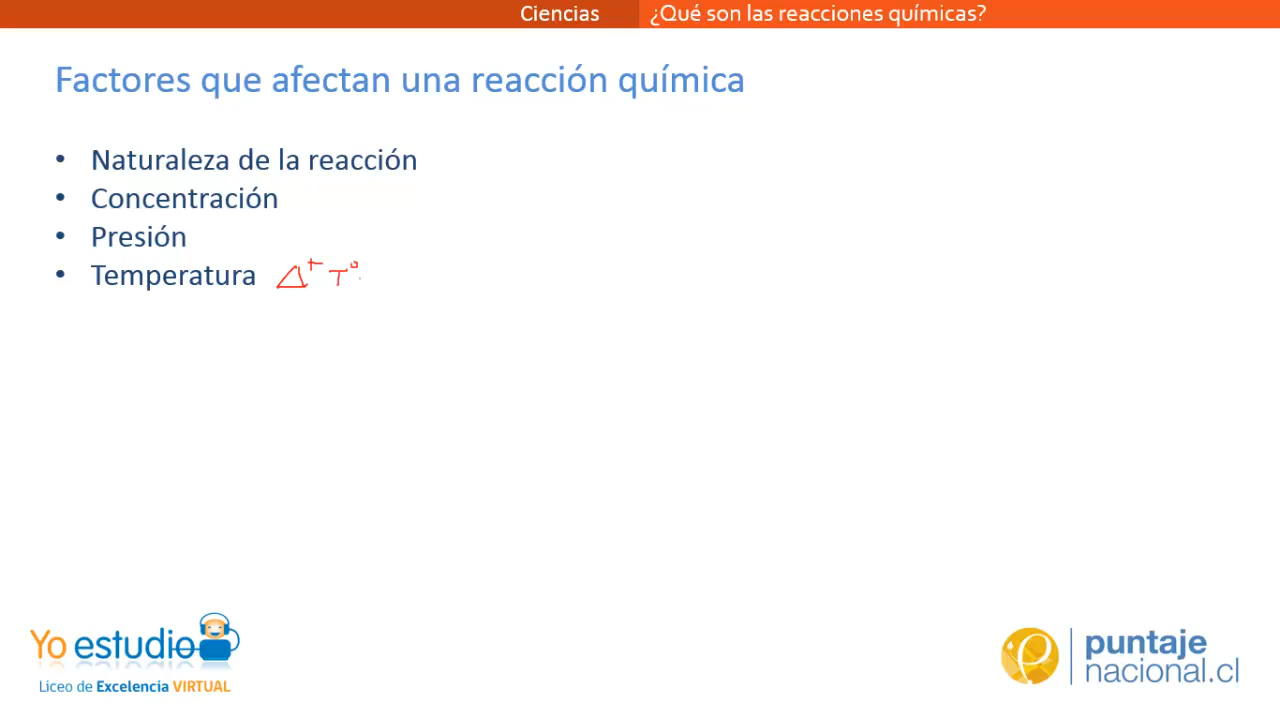 Ciencias ¿Qué son las reacciones químicas?
Factores que afectan una reacción química
• Naturaleza de la reacción
• Concentración
• Presión
• Temperatura Δ⁺ T°
Yo estudio
Liceo de Excelencia VIRTUAL
puntaje
nacional.cl